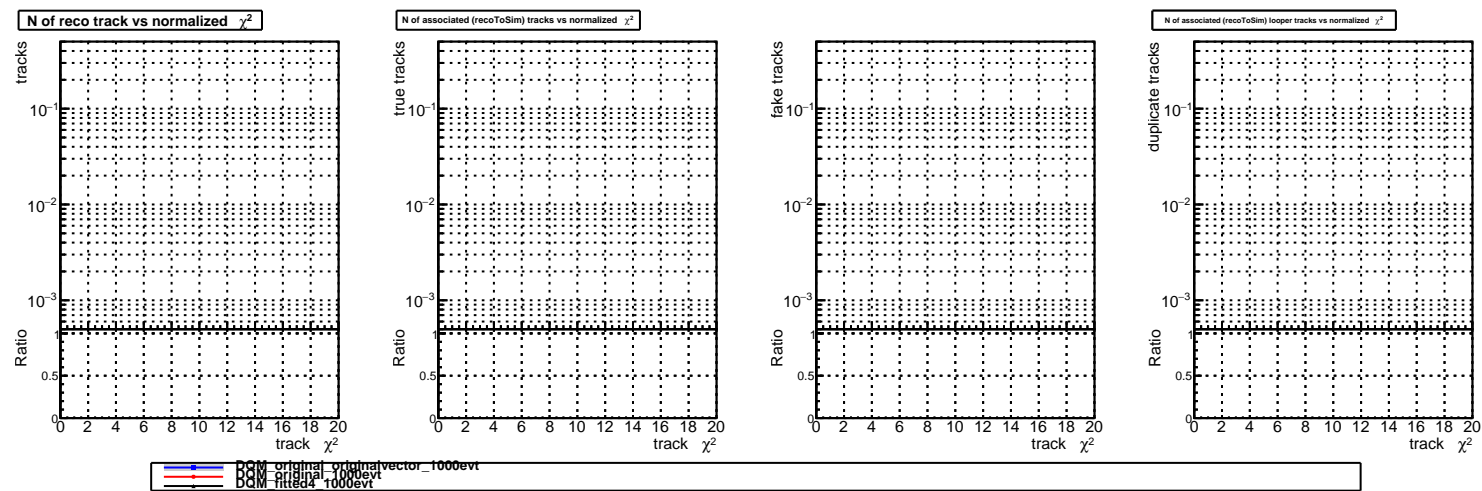 N of reco track vs normalized χ²
N of associated (recoToSim) tracks vs normalized χ²
N of associated (recoToSim) looper tracks vs normalized χ²
tracks
10⁻¹
10⁻²
10⁻³
Ratio
1
0.5
0
0 2 4 6 8 10 12 14 16 18 20
track χ²
true tracks
10⁻¹
10⁻²
10⁻³
Ratio
1
0.5
0
0 2 4 6 8 10 12 14 16 18 20
track χ²
fake tracks
10⁻¹
10⁻²
10⁻³
Ratio
1
0.5
0
0 2 4 6 8 10 12 14 16 18 20
track χ²
duplicate tracks
10⁻¹
10⁻²
10⁻³
Ratio
1
0.5
0
0 2 4 6 8 10 12 14 16 18 20
track χ²
DQM_original_originalvector_1000evt
DQM_original_1000evt
DQM_fitted4_1000evt